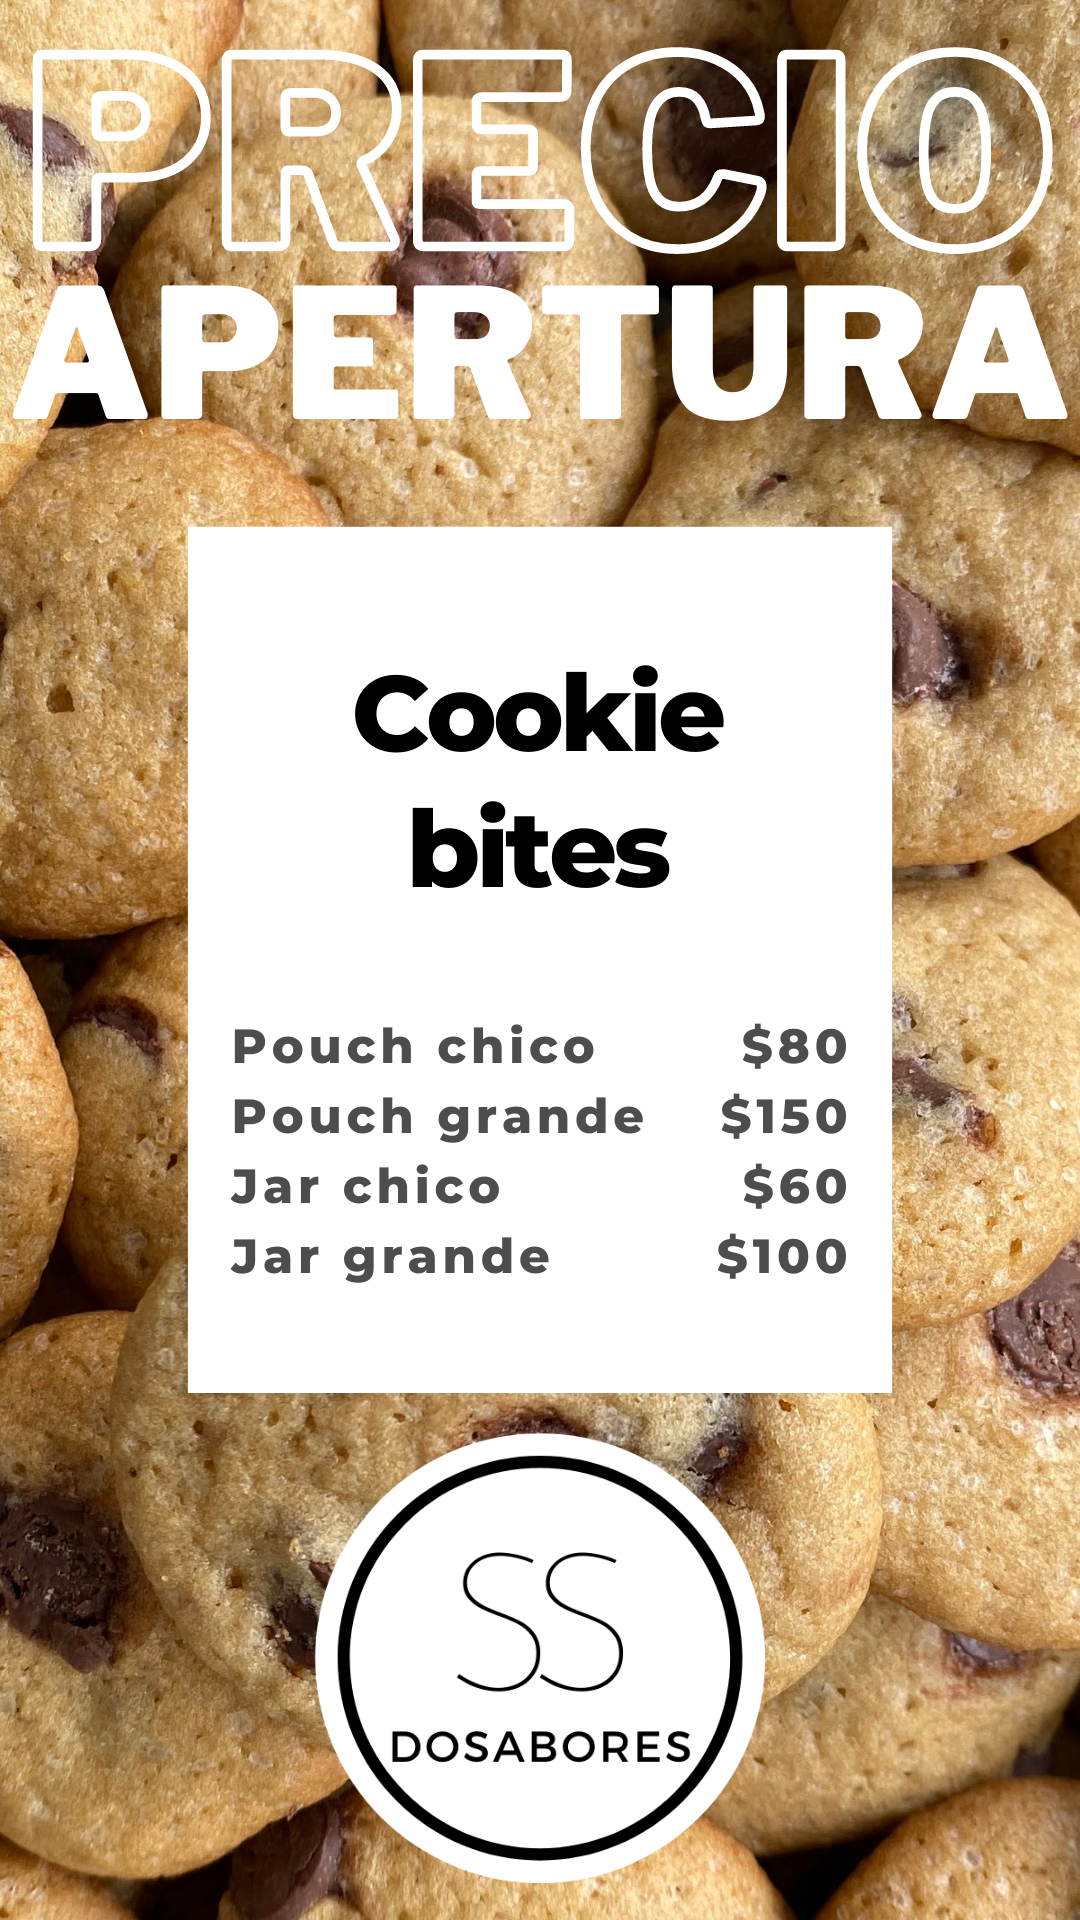 PRECIO
APERTURA
Cookie
bites
Pouch chico $80
Pouch grande $150
Jar chico $60
Jar grande $100
SS
DOSABORES